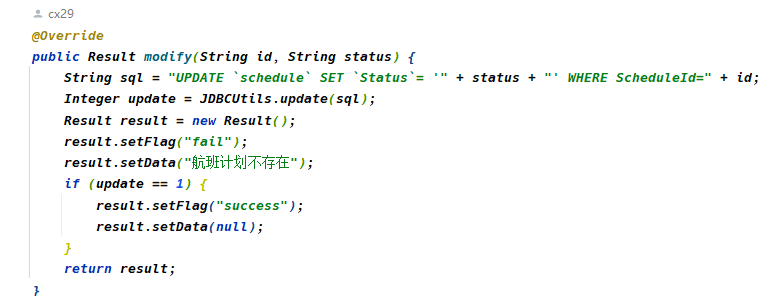 cx29
@Override
public Result modify(String id, String status) {
    String sql = "UPDATE `schedule` SET `Status`= '" + status + "' WHERE ScheduleId=" + id;
    Integer update = JDBCUtils.update(sql);
    Result result = new Result();
    result.setFlag("fail");
    result.setData("航班计划不存在");
    if (update == 1) {
        result.setFlag("success");
        result.setData(null);
    }
    return result;
}